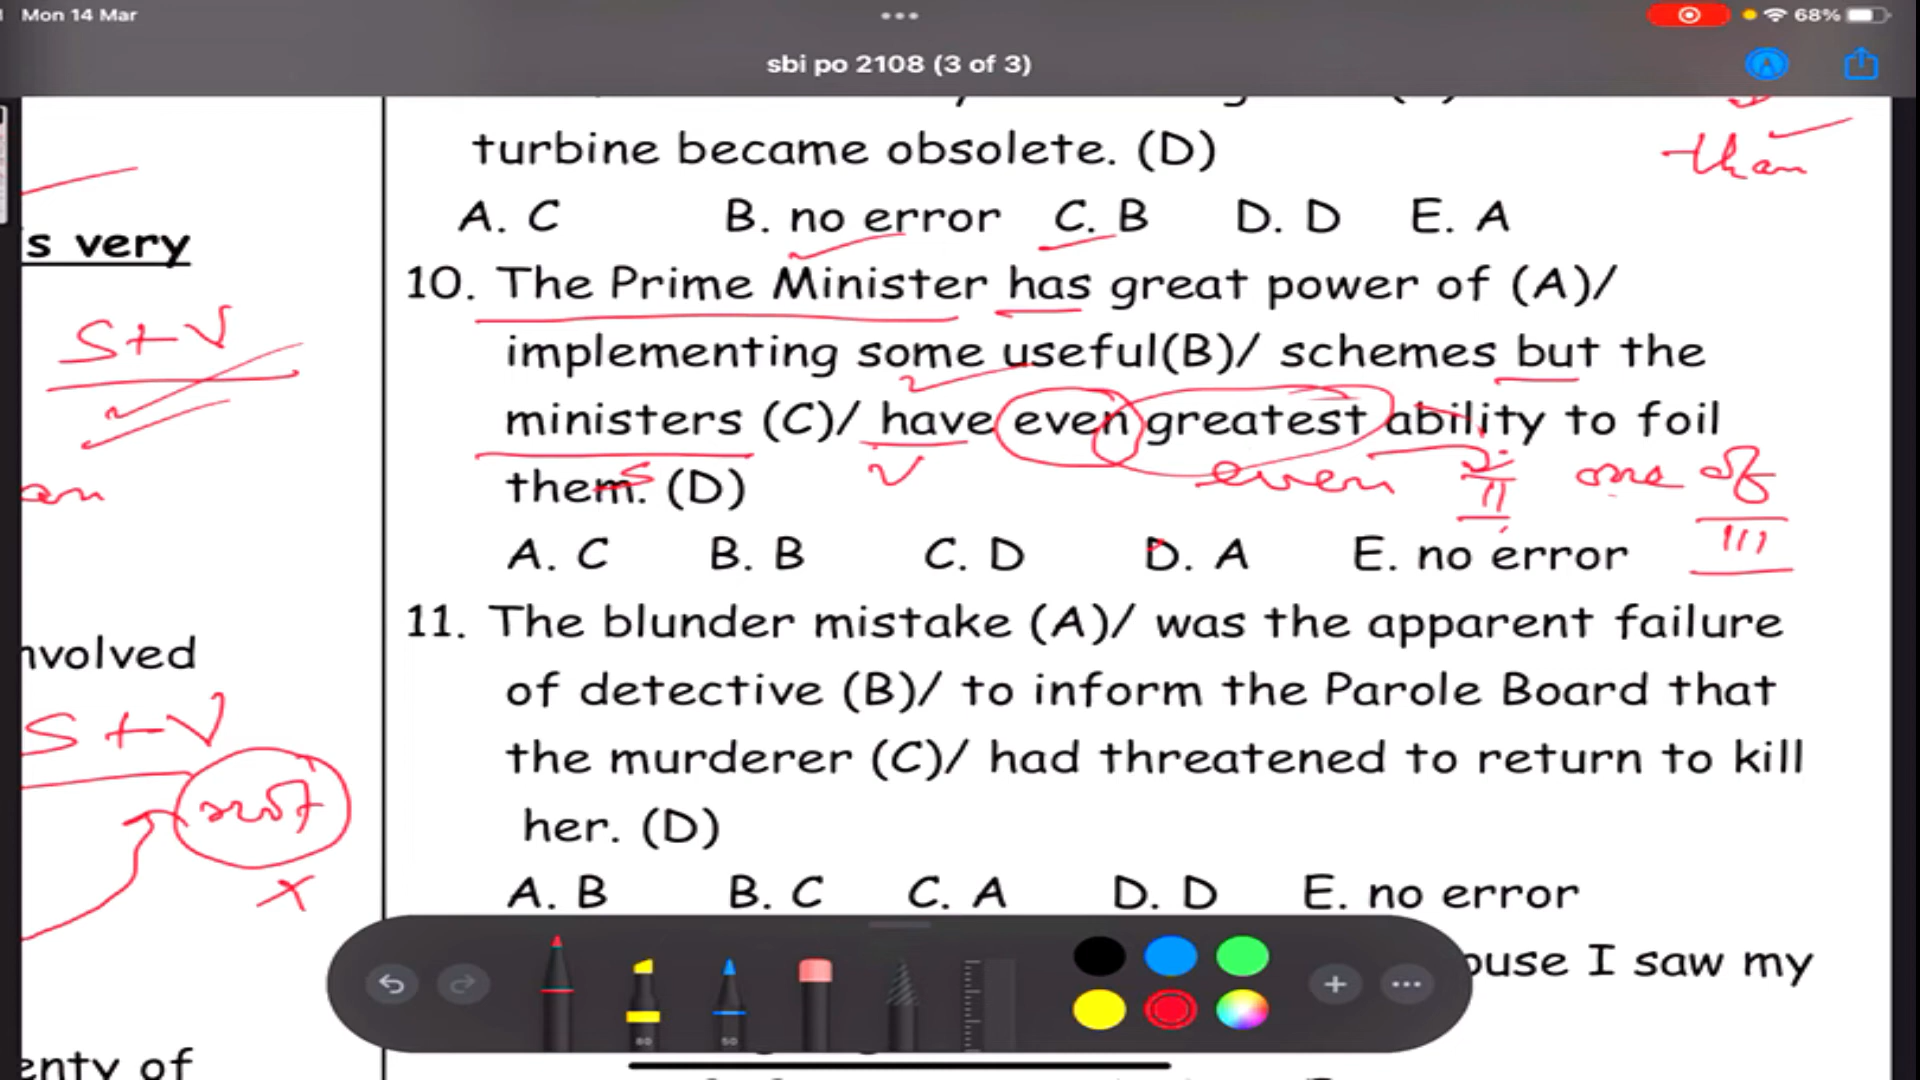 Mon 14 Mar
68%
sbi po 2108 (3 of 3)
turbine became obsolete. (D)
than
A. C B. no error C. B D. D E. A
s very
10. The Prime Minister has great power of (A)/
implementing some useful(B)/ schemes but the
S+V
ministers (C)/ have even greatest ability to foil
them. (D)
S V even II one of III
A. C B. B C. D D. A E. no error
11. The blunder mistake (A)/ was the apparent failure
nvolved
of detective (B)/ to inform the Parole Board that
S+V
the murderer (C)/ had threatened to return to kill
her. (D)
x
A. B B. C C. A D. D E. no error
ouse I saw my
80 50
enty of